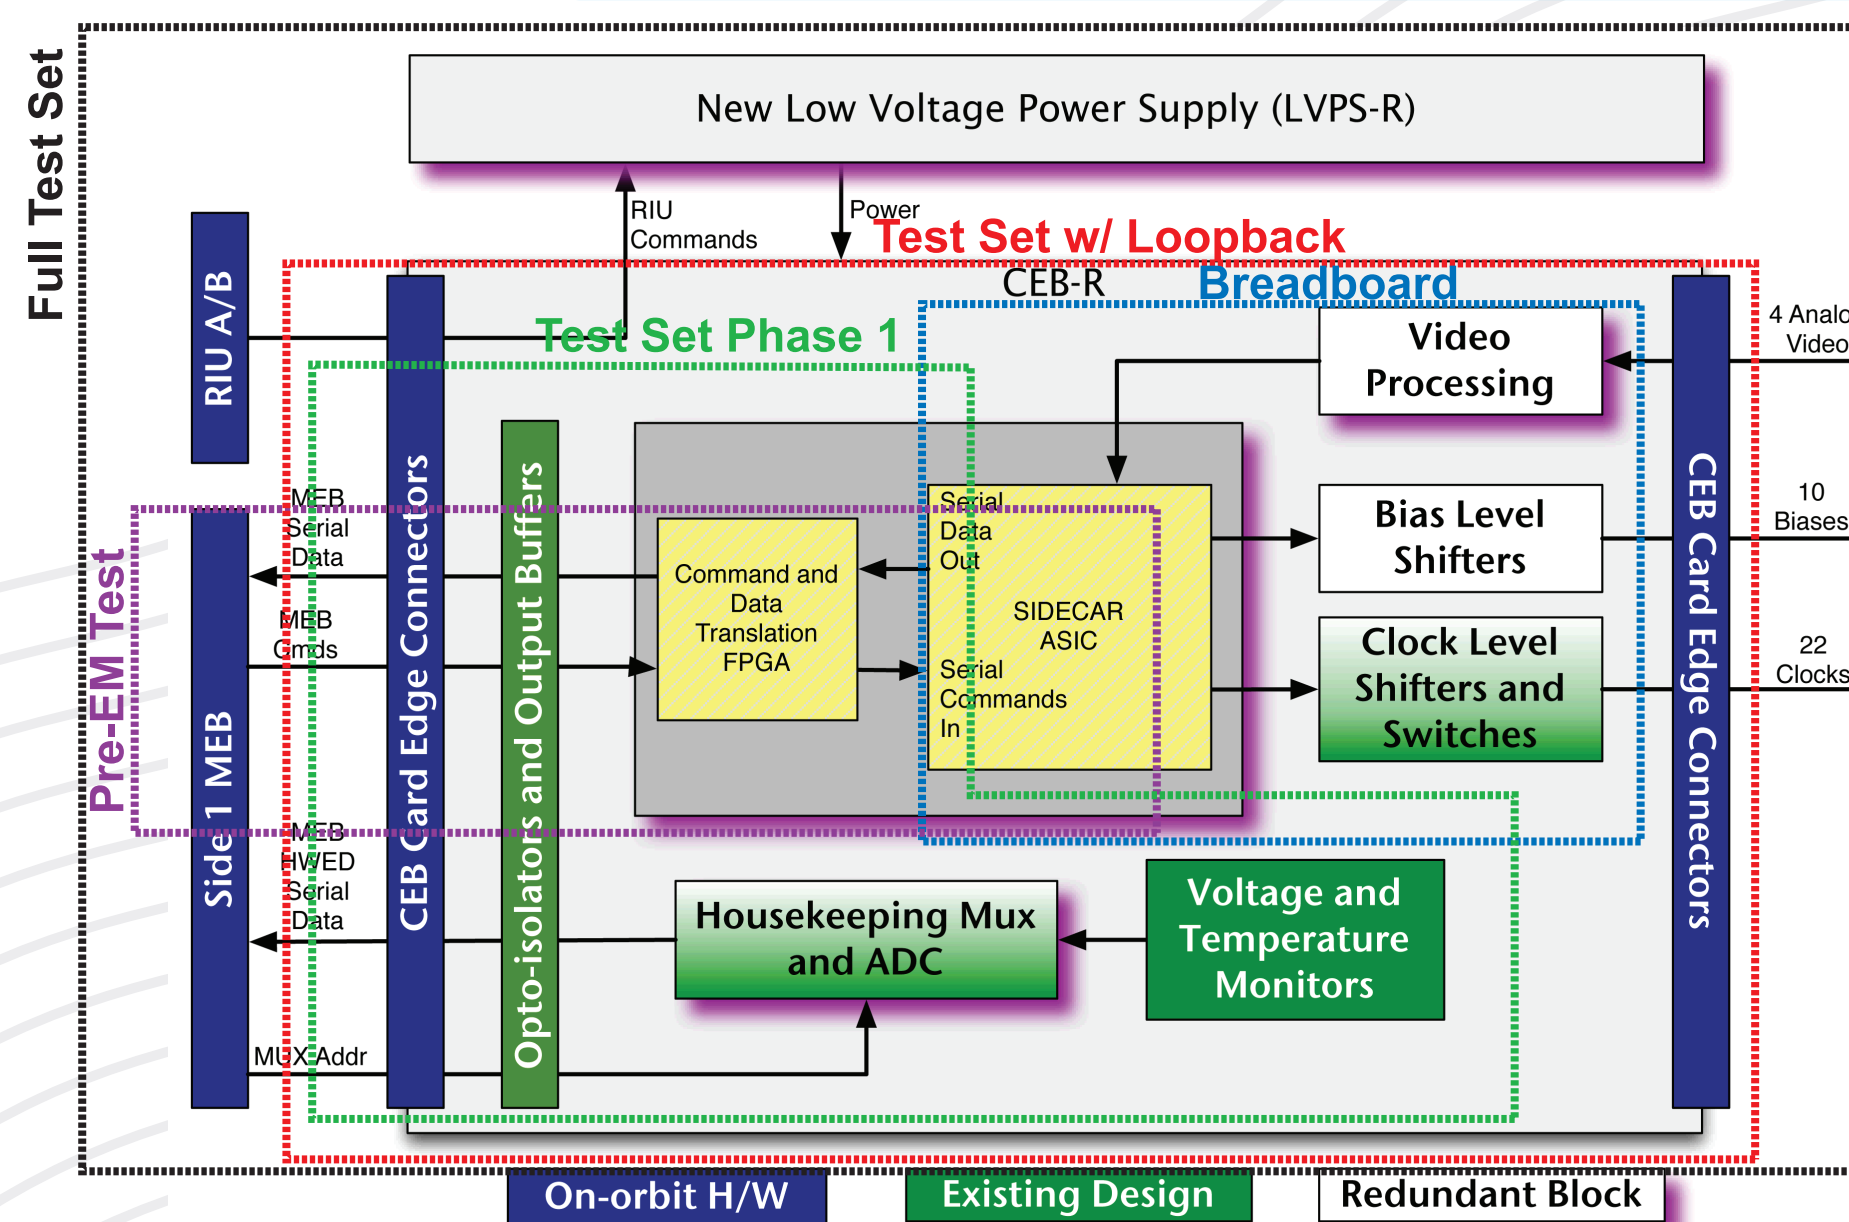 Full Test Set
New Low Voltage Power Supply (LVPS-R)
RIU
Commands
Power
Test Set w/ Loopback
CEB-R
Breadboard
Test Set Phase 1
RIU A/B
Video
Processing
4 Analo
Video
CEB Card Edge Connectors
Opto-isolators and Output Buffers
MEB
Serial
Data
Serial
Data
Out
Command and
Data
Translation
FPGA
SIDECAR
ASIC
Bias Level
Shifters
10
Biases
Pre-EM Test
Side 1 MEB
MEB
Cmds
Serial
Commands
In
Clock Level
Shifters and
Switches
22
Clocks
CEB Card Edge Connectors
MEB
HWED
Serial
Data
Housekeeping Mux
and ADC
Voltage and
Temperature
Monitors
MUX Addr
On-orbit H/W
Existing Design
Redundant Block